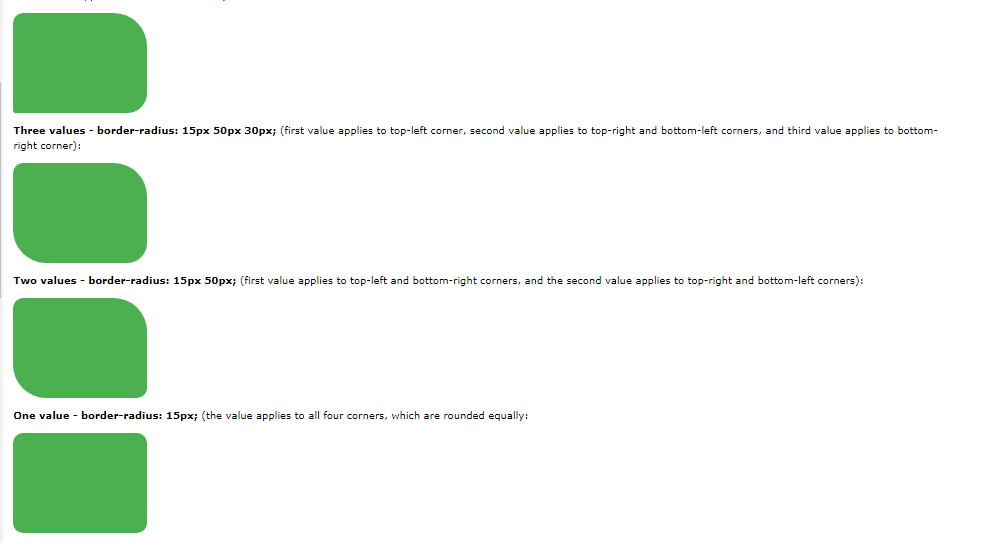 Three values - border-radius: 15px 50px 30px; (first value applies to top-left corner, second value applies to top-right and bottom-left corners, and third value applies to bottom-
right corner):
Two values - border-radius: 15px 50px; (first value applies to top-left and bottom-right corners, and the second value applies to top-right and bottom-left corners):
One value - border-radius: 15px; (the value applies to all four corners, which are rounded equally: